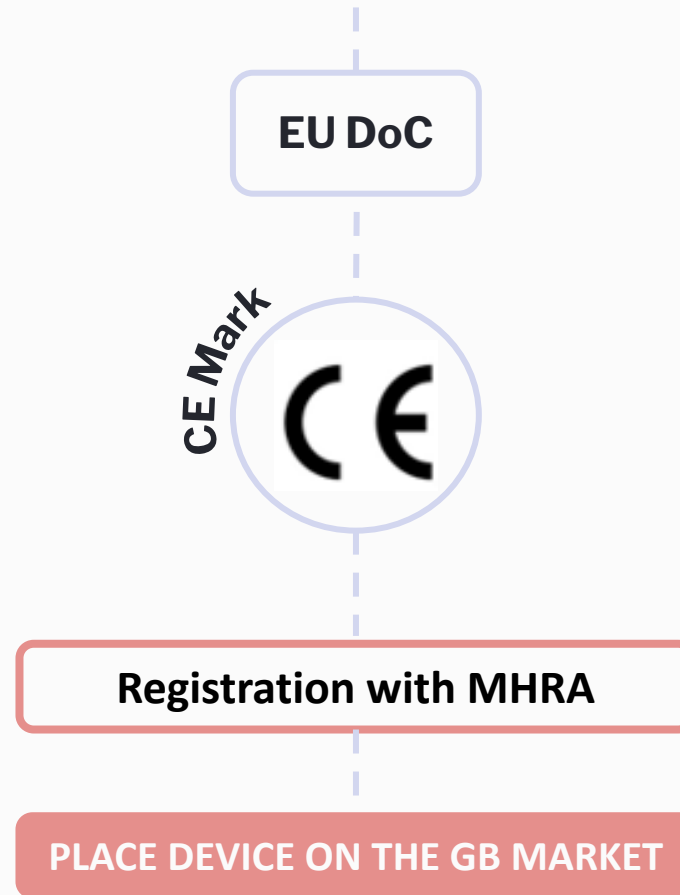 EU DoC
CE Mark
CE
Registration with MHRA
PLACE DEVICE ON THE GB MARKET